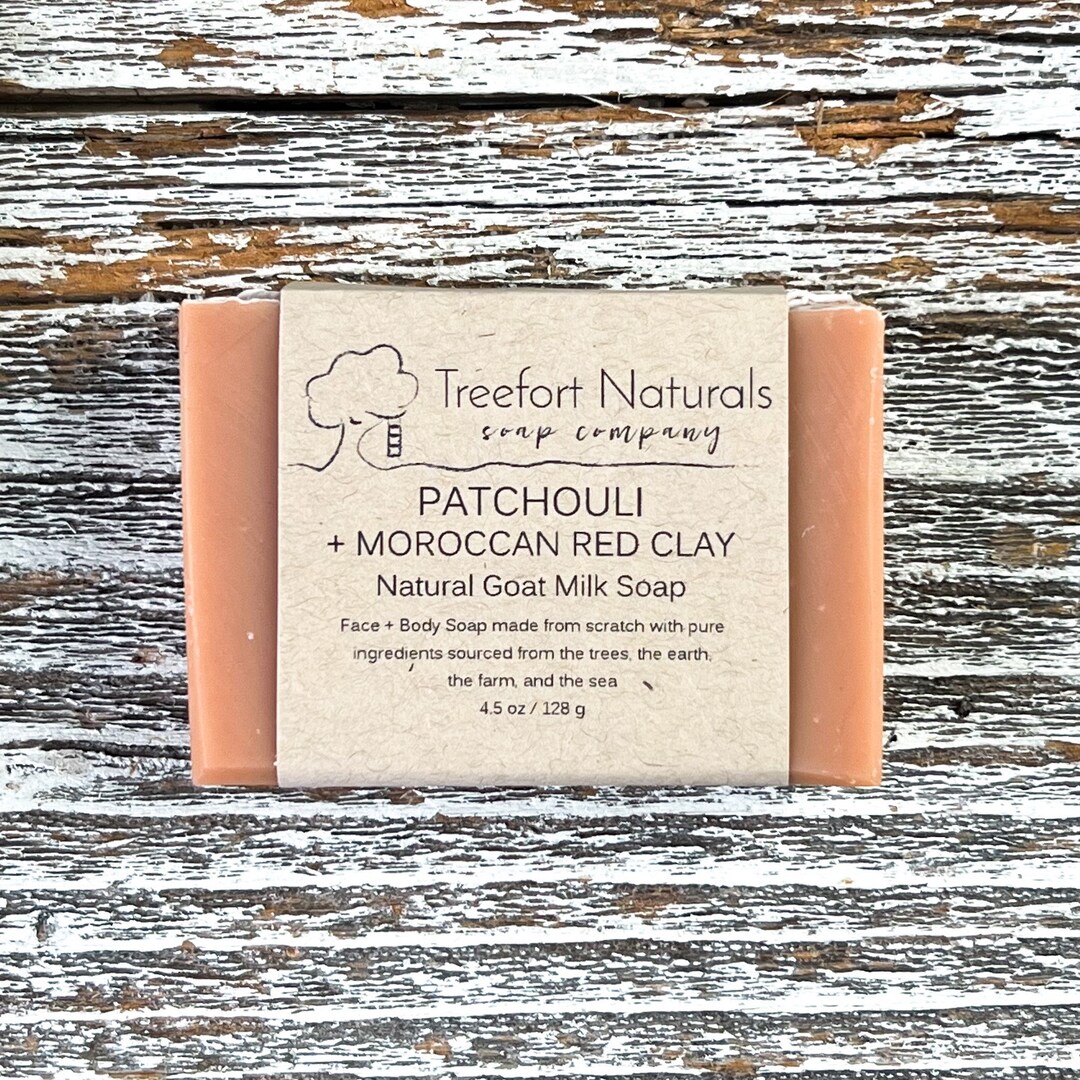 Treefort Naturals
soap company
PATCHOULI
+ MOROCCAN RED CLAY
Natural Goat Milk Soap
Face + Body Soap made from scratch with pure
ingredients sourced from the trees, the earth,
the farm, and the sea
4.5 oz / 128 g